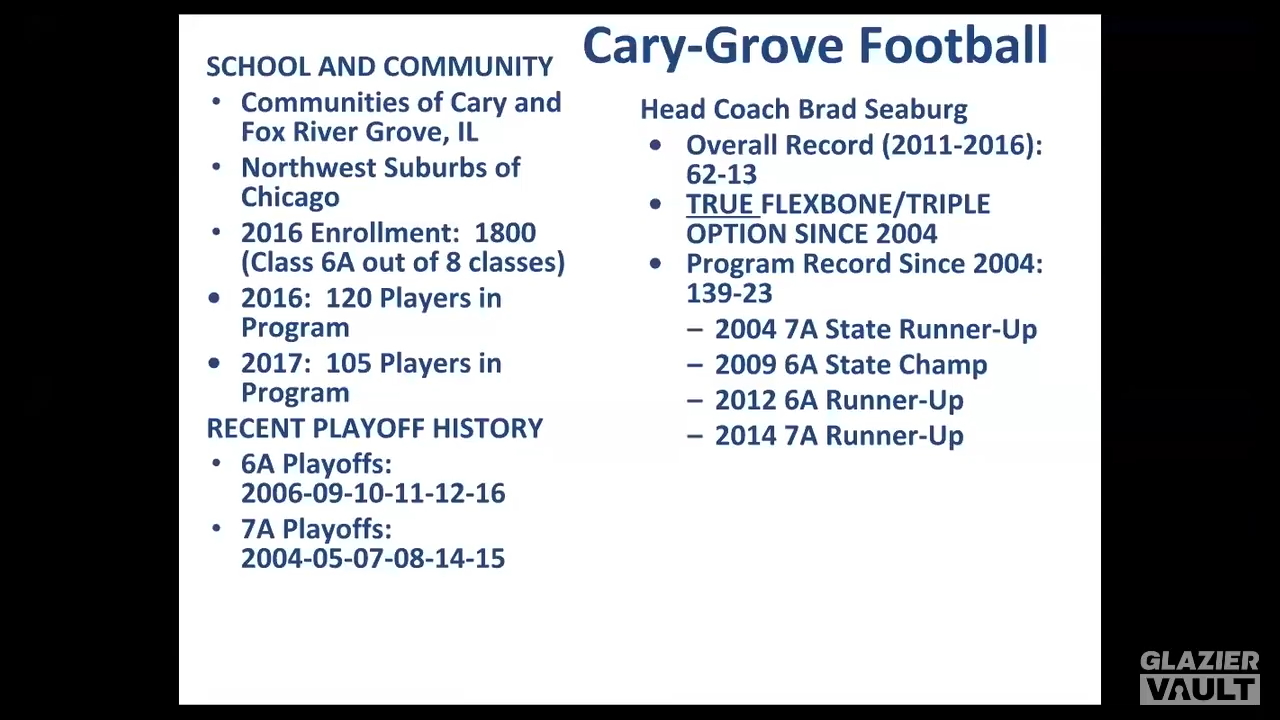 Cary-Grove Football
SCHOOL AND COMMUNITY
• Communities of Cary and
Fox River Grove, IL
• Northwest Suburbs of
Chicago
• 2016 Enrollment: 1800
(Class 6A out of 8 classes)
• 2016: 120 Players in
Program
• 2017: 105 Players in
Program
RECENT PLAYOFF HISTORY
• 6A Playoffs:
2006-09-10-11-12-16
• 7A Playoffs:
2004-05-07-08-14-15
Head Coach Brad Seaburg
• Overall Record (2011-2016):
62-13
• TRUE FLEXBONE/TRIPLE
OPTION SINCE 2004
• Program Record Since 2004:
139-23
– 2004 7A State Runner-Up
– 2009 6A State Champ
– 2012 6A Runner-Up
– 2014 7A Runner-Up
GLAZIER
VAULT